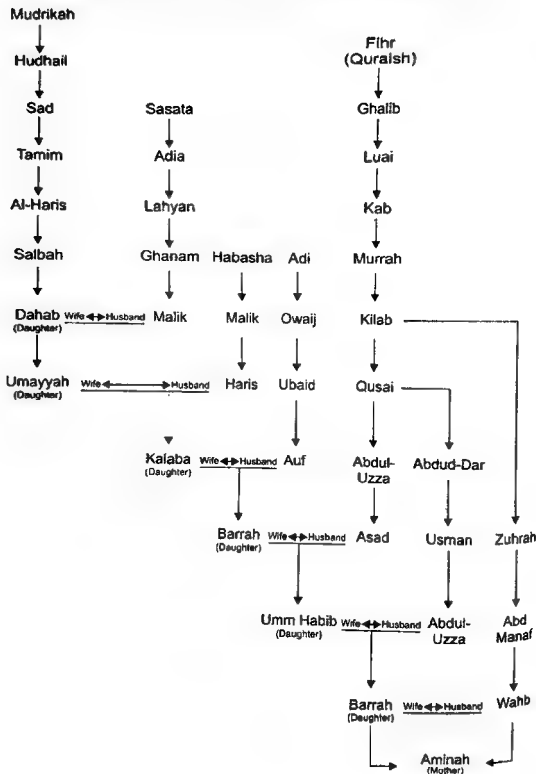 Mudrikah
Fihr
Hudhail
(Quraish)
Sad Sasata Ghalib
Tamim Adia Luai
Al-Haris Lahyan Kab
Salbah Ghanam Habasha Adi Murrah
Dahab Wife Husband Malik Malik Owaij Kilab
(Daughter)
Umayyah Wife Husband Haris Ubaid Qusai
(Daughter)
Kalaba Wife Husband Auf Abdul- Abdud-Dar
(Daughter) Uzza
Barrah Wife Husband Asad Usman Zuhrah
(Daughter)
Umm Habib Wife Husband Abdul- Abd
(Daughter) Uzza Manaf
Barrah Wife Husband Wahb
(Daughter)
Aminah
(Mother)